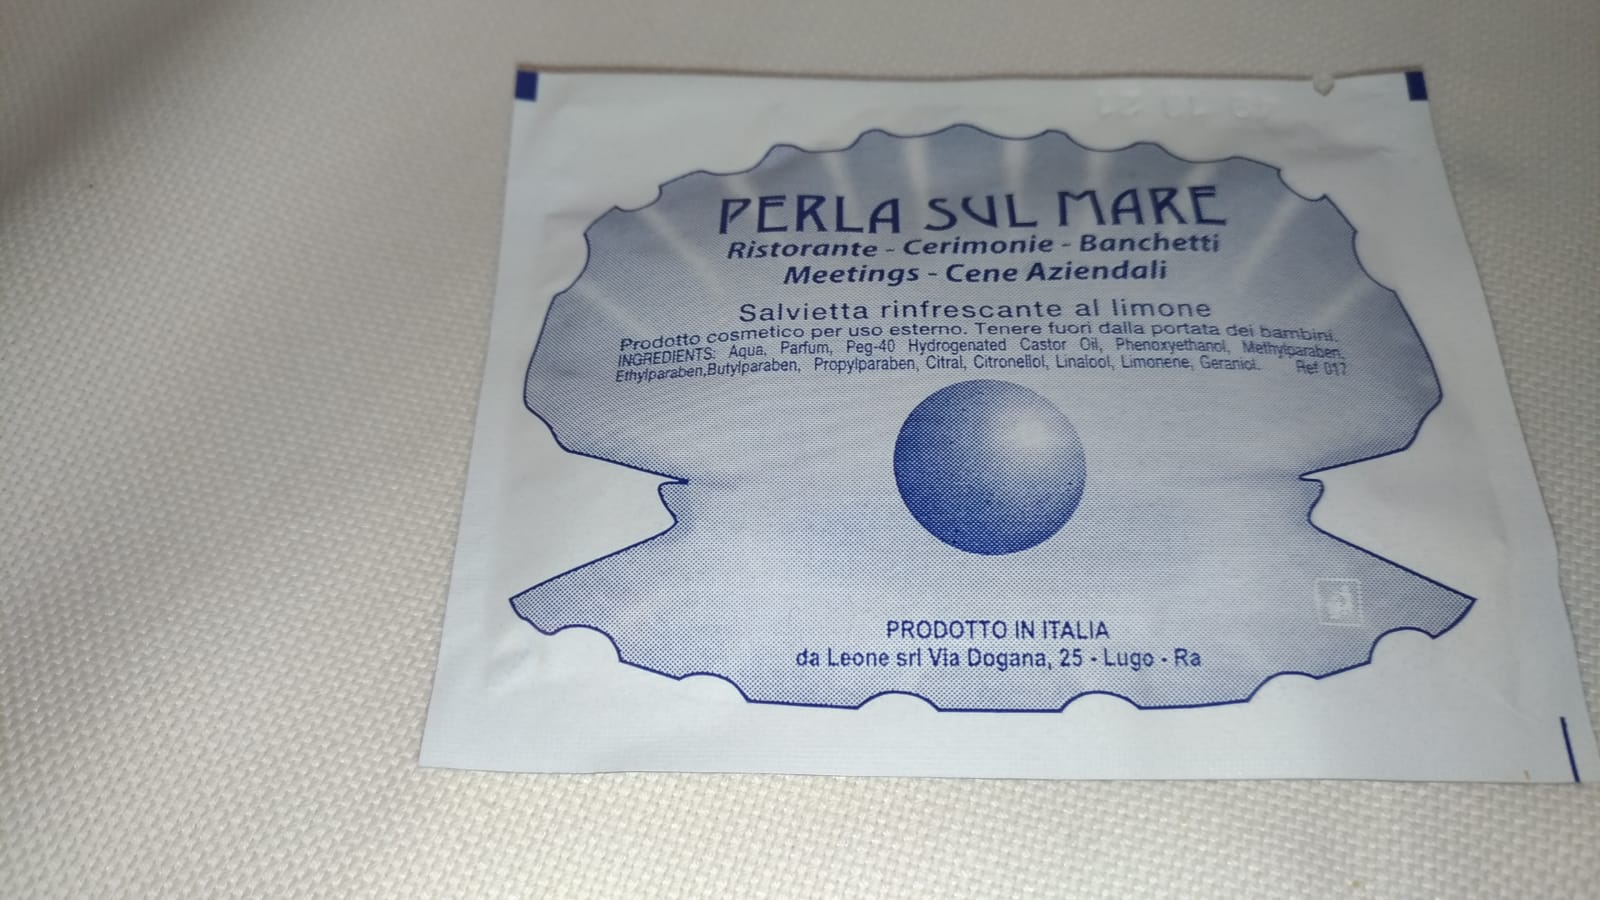 PERLA SUL MARE
Ristorante - Cerimonie - Banchetti
Meetings - Cene Aziendali
Salvietta rinfrescante al limone
Prodotto cosmetico per uso esterno. Tenere fuori dalla portata dei bambini.
INGREDIENTS: Aqua, Parfum, Peg-40 Hydrogenated Castor Oil, Phenoxyethanol, Methylparaben,
Ethylparaben,Butylparaben, Propylparaben, Citral, Citronellol, Linalool, Limonene, Geraniol. Ref 017
PRODOTTO IN ITALIA
da Leone srl Via Dogana, 25 - Lugo - Ra